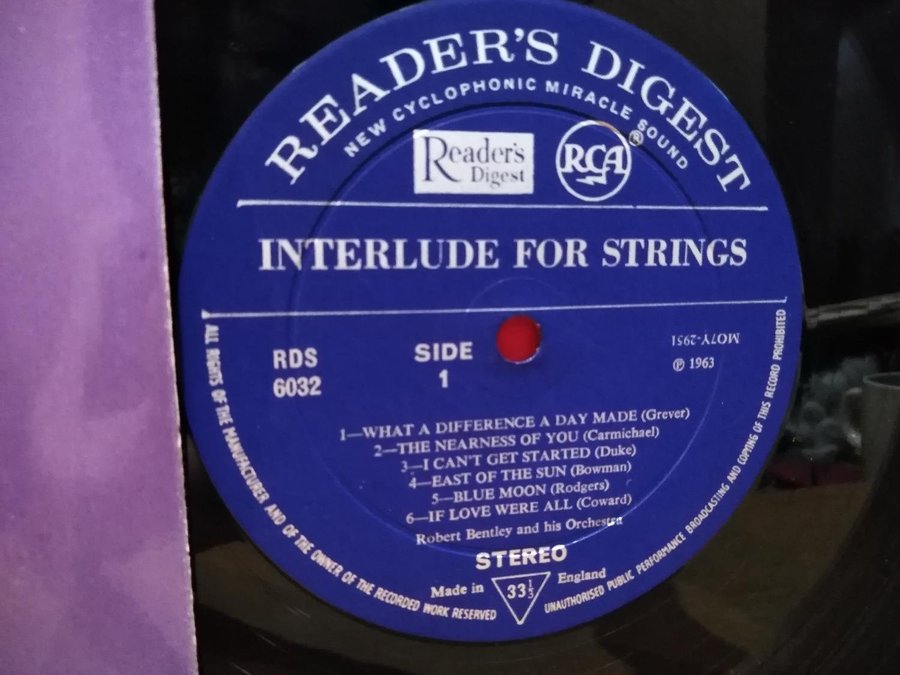 READER'S DIGEST
NEW CYCLOPHONIC MIRACLE SOUND
Reader's
Digest
RCA
®
INTERLUDE FOR STRINGS
RDS
6032
SIDE
1
MO7Y-2951
℗ 1963
1—WHAT A DIFFERENCE A DAY MADE (Grever)
2—THE NEARNESS OF YOU (Carmichael)
3—I CAN'T GET STARTED (Duke)
4—EAST OF THE SUN (Bowman)
5—BLUE MOON (Rodgers)
6—IF LOVE WERE ALL (Coward)
Robert Bentley and his Orchestra
STEREO
Made in
33⅓
England
ALL RIGHTS OF THE MANUFACTURER AND OF THE OWNER OF THE RECORDED WORK RESERVED
UNAUTHORISED PUBLIC PERFORMANCE BROADCASTING AND COPYING OF THIS RECORD PROHIBITED